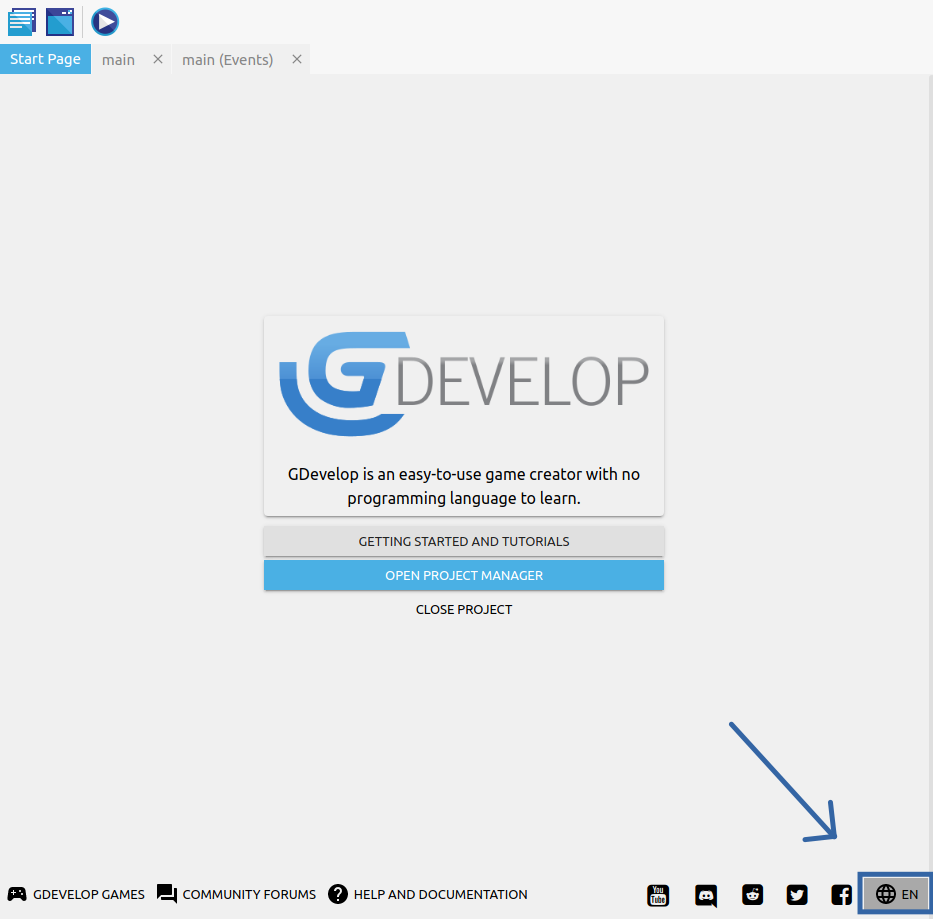 Start Page
main
main (Events)
GDEVELOP
GDevelop is an easy-to-use game creator with no
programming language to learn.
GETTING STARTED AND TUTORIALS
OPEN PROJECT MANAGER
CLOSE PROJECT
GDEVELOP GAMES
COMMUNITY FORUMS
HELP AND DOCUMENTATION
You
Tube
EN